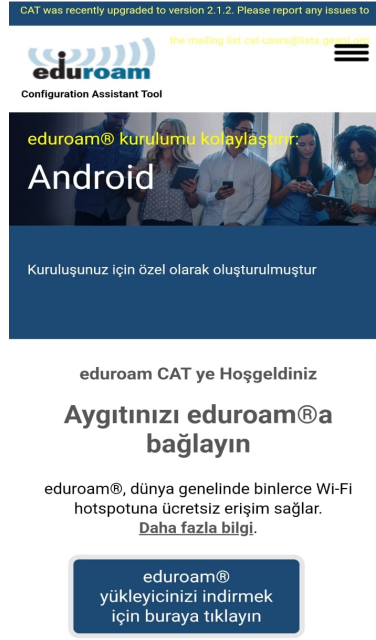 CAT was recently upgraded to version 2.1.2. Please report any issues to
the mailing list cat-users@lists.geant.org
eduroam
Configuration Assistant Tool
eduroam® kurulumu kolaylaştırır:
Android
Kuruluşunuz için özel olarak oluşturulmuştur
eduroam CAT ye Hoşgeldiniz
Aygıtınızı eduroam®a
bağlayın
eduroam®, dünya genelinde binlerce Wi-Fi
hotspotuna ücretsiz erişim sağlar.
Daha fazla bilgi.
eduroam®
yükleyicinizi indirmek
için buraya tıklayın